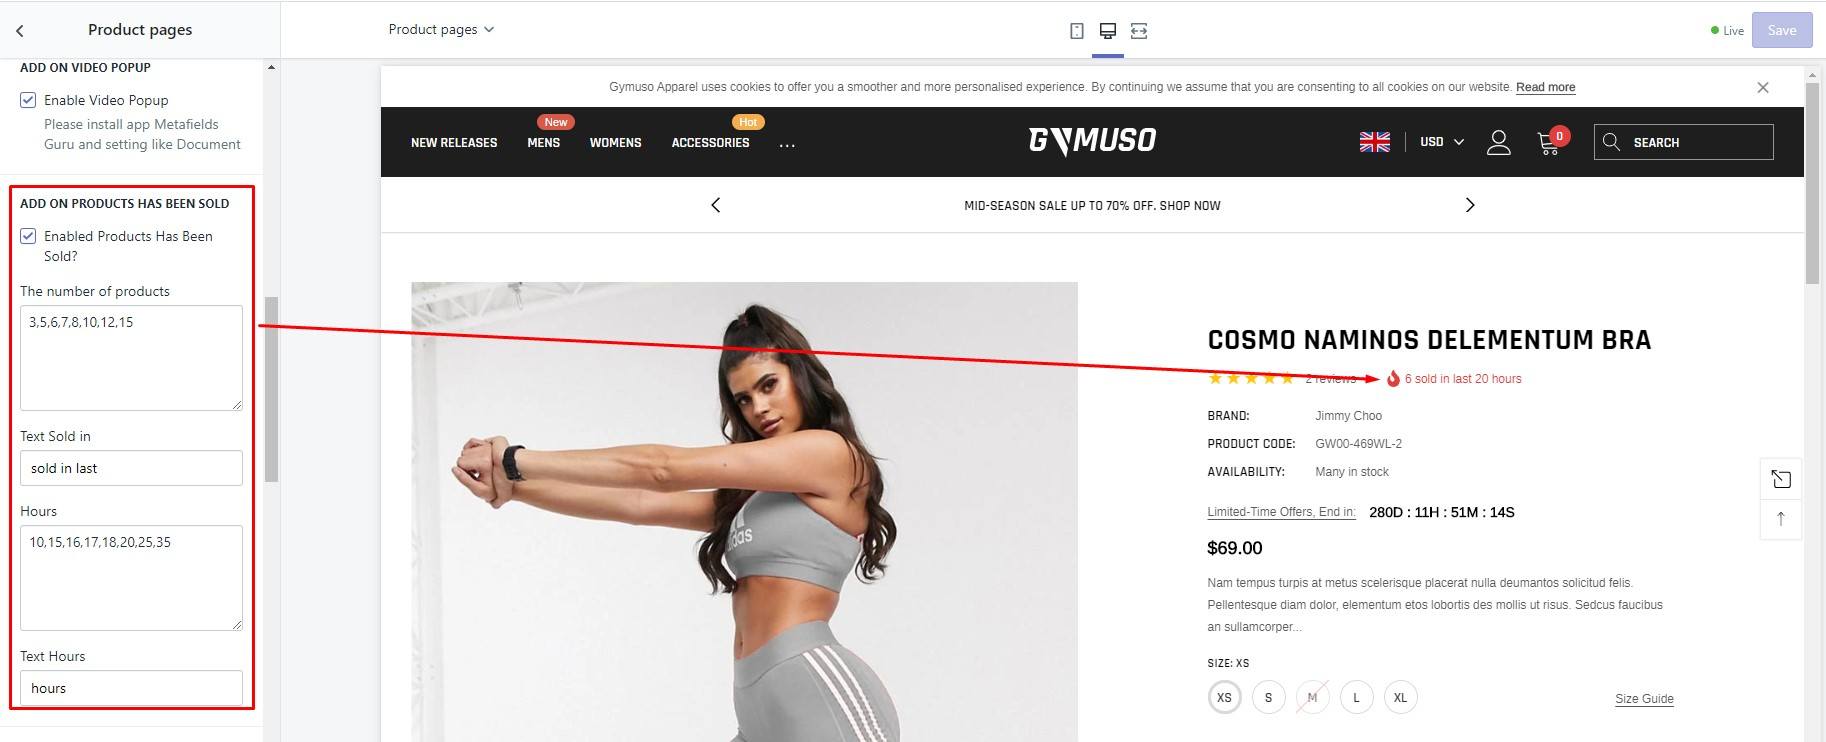 Product pages
Product pages
Live
Save
ADD ON VIDEO POPUP
Enable Video Popup
Please install app Metafields
Guru and setting like Document
ADD ON PRODUCTS HAS BEEN SOLD
Enabled Products Has Been
Sold?
The number of products
3,5,6,7,8,10,12,15
Text Sold in
sold in last
Hours
10,15,16,17,18,20,25,35
Text Hours
hours
Gymuso Apparel uses cookies to offer you a smoother and more personalised experience. By continuing we assume that you are consenting to all cookies on our website. Read more
New
Hot
NEW RELEASES MENS WOMENS ACCESSORIES ...
GYMUSO
USD
0
SEARCH
MID-SEASON SALE UP TO 70% OFF. SHOP NOW
adidas
COSMO NAMINOS DELEMENTUM BRA
2 reviews 6 sold in last 20 hours
BRAND: Jimmy Choo
PRODUCT CODE: GW00-469WL-2
AVAILABILITY: Many in stock
Limited-Time Offers, End in: 280D : 11H : 51M : 14S
$69.00
Nam tempus turpis at metus scelerisque placerat nulla deumantos solicitud felis.
Pellentesque diam dolor, elementum etos lobortis des mollis ut risus. Sedcus faucibus
an sullamcorper...
SIZE: XS
XS S M L XL
Size Guide